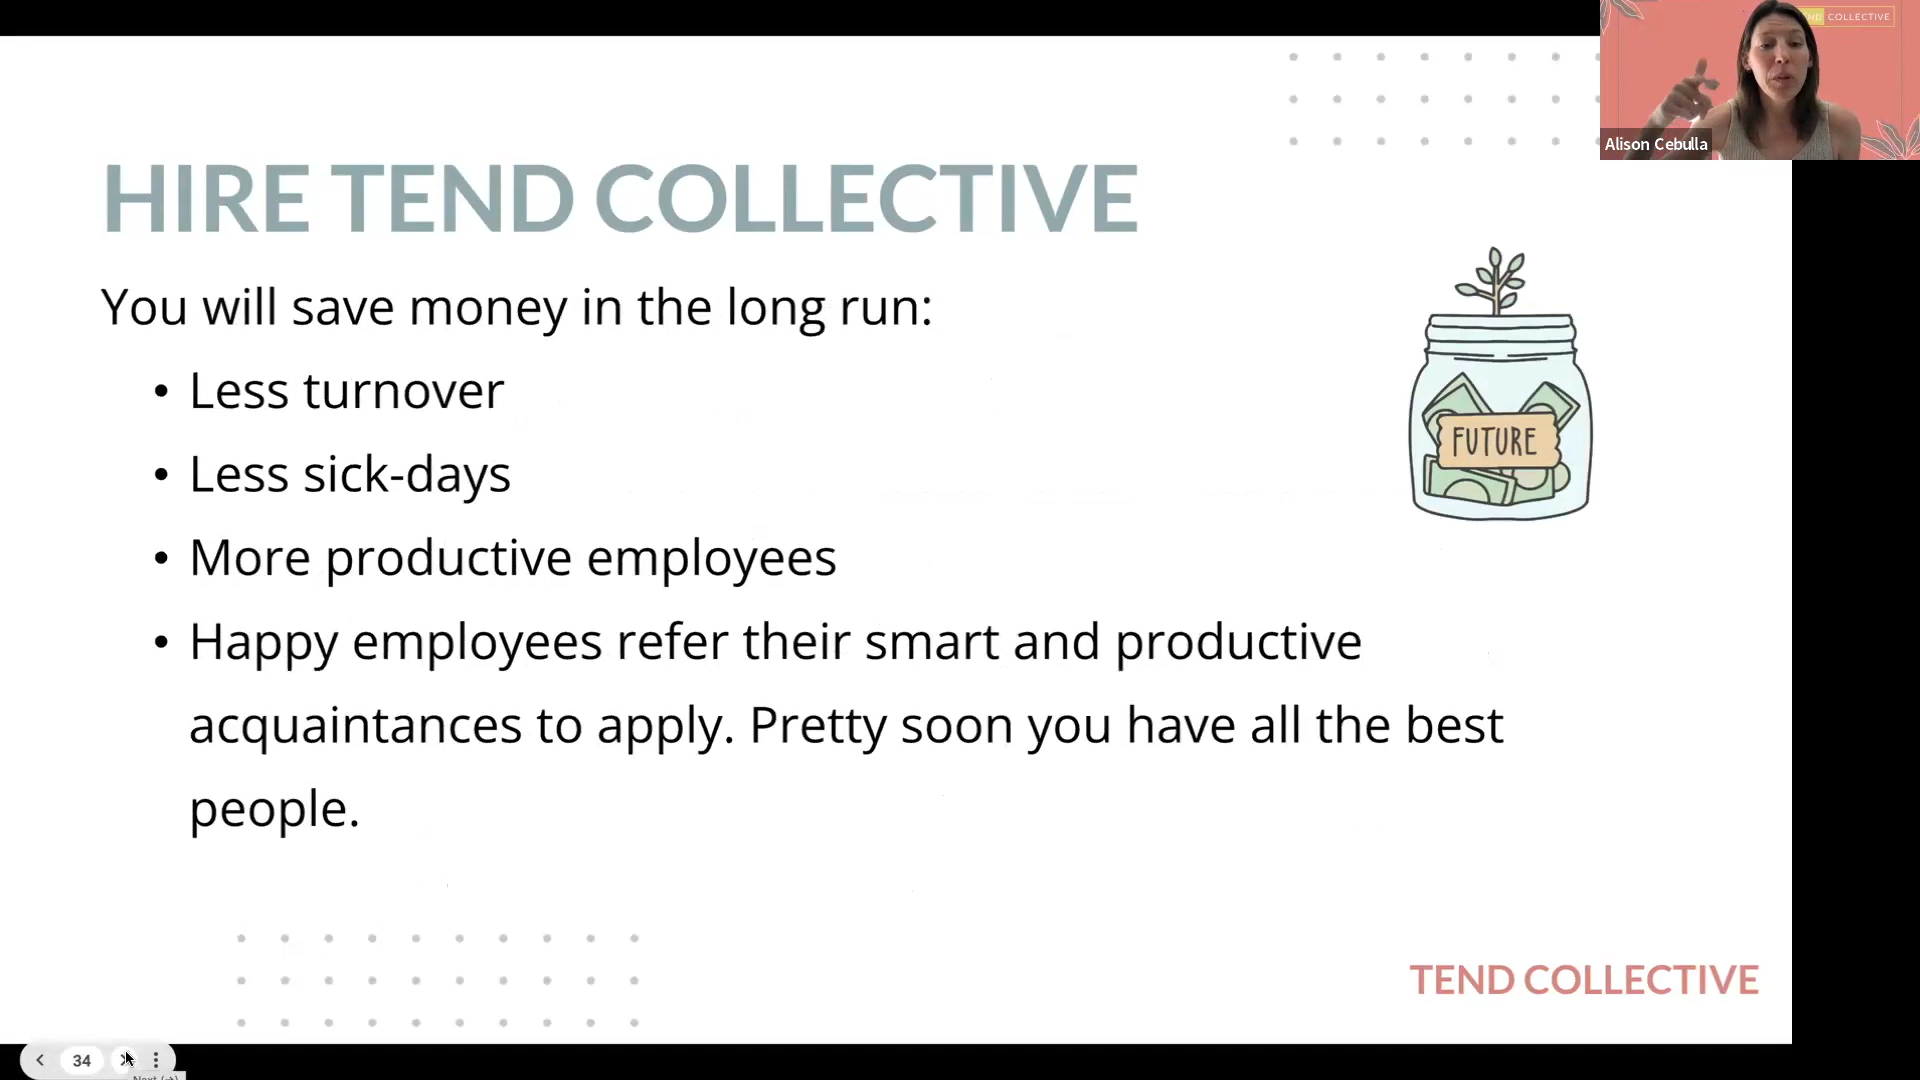 COLLECTIVE
Alison Cebulla
HIRE TEND COLLECTIVE
You will save money in the long run:
• Less turnover
• Less sick-days
• More productive employees
• Happy employees refer their smart and productive
acquaintances to apply. Pretty soon you have all the best
people.
FUTURE
TEND COLLECTIVE
34